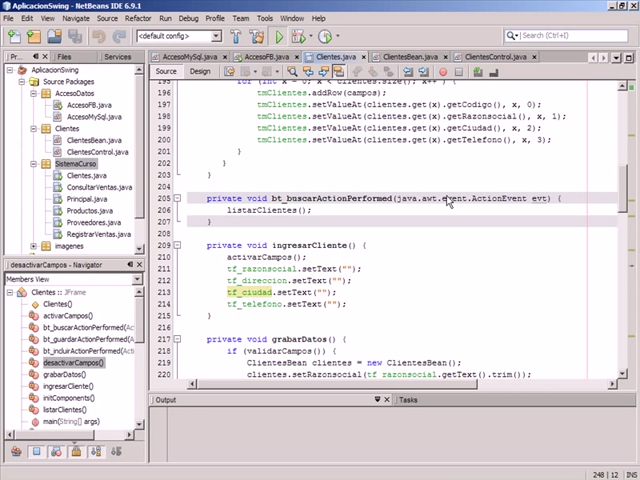 AplicacionSwing - NetBeans IDE 6.9.1
File Edit View Navigate Source Refactor Run Debug Profile Team Tools Window Help
<default config>
Search (Ctrl+I)
P... Files Services
AplicacionSwing
Source Packages
AccesoDatos
AccesoFB.java
AccesoMySql.java
Clientes
ClientesBean.java
ClientesControl.java
SistemaCurso
Clientes.java
ConsultarVentas.java
Principal.java
Productos.java
Proveedores.java
RegistrarVentas.java
imagenes
desactivarCampos - Navigator
Members View
Clientes :: JFrame
Clientes()
activarCampos()
bt_buscarActionPerformed(Ac
bt_guardarActionPerformed(A
bt_incluirActionPerformed(Act
desactivarCampos()
grabarDatos()
ingresarCliente()
initComponents()
listarClientes()
main(String[] args)
AccesoMySql.java AccesoFB.java Clientes.java ClientesBean.java ClientesControl.java
Source Design
195 for (int x = 0; x < clientes.size(); x++ ) {
196 tmClientes.addRow(campos);
197 tmClientes.setValueAt(clientes.get(x).getCodigo(), x, 0);
198 tmClientes.setValueAt(clientes.get(x).getRazonsocial(), x, 1);
199 tmClientes.setValueAt(clientes.get(x).getCiudad(), x, 2);
200 tmClientes.setValueAt(clientes.get(x).getTelefono(), x, 3);
201 }
202 }
203 }
204
205 private void bt_buscarActionPerformed(java.awt.event.ActionEvent evt) {
206 listarClientes();
207 }
208
209 private void ingresarCliente() {
210 activarCampos();
211 tf_razonsocial.setText("");
212 tf_direccion.setText("");
213 tf_ciudad.setText("");
214 tf_telefono.setText("");
215 }
216
217 private void grabarDatos() {
218 if (validarCampos()) {
219 ClientesBean clientes = new ClientesBean();
220 clientes.setRazonsocial(tf_razonsocial.getText().trim());
Output Tasks
248 | 12 INS